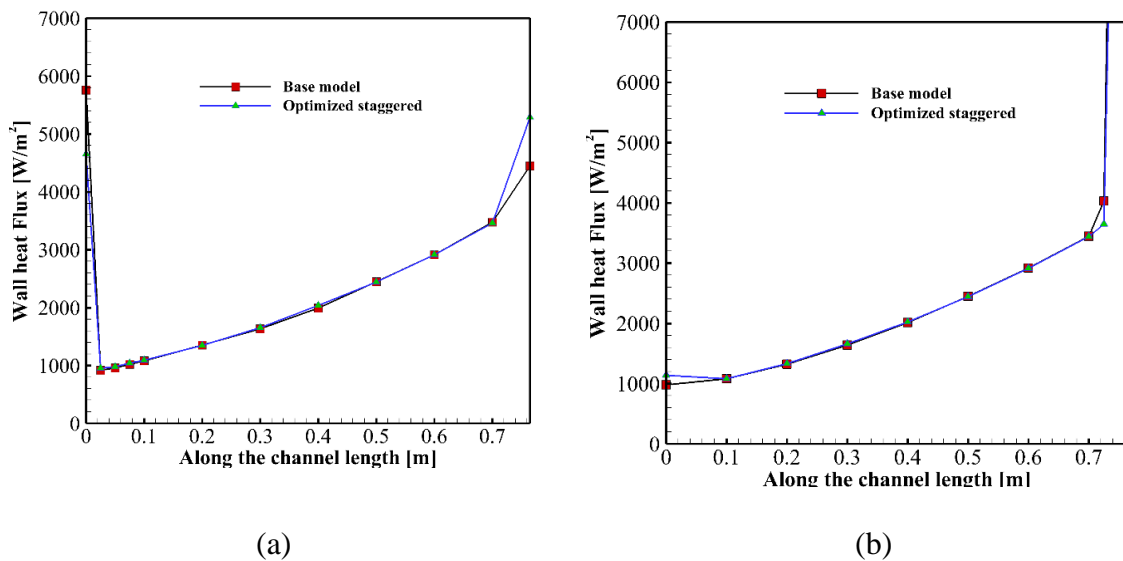 7000
6000
5000
4000
3000
2000
1000
0
Wall heat Flux [W/m²]
Base model
Optimized staggered
0 0.1 0.2 0.3 0.4 0.5 0.6 0.7
Along the channel length [m]
(a)
7000
6000
5000
4000
3000
2000
1000
0
Wall heat Flux [W/m²]
Base model
Optimized staggered
0 0.1 0.2 0.3 0.4 0.5 0.6 0.7
Along the channel length [m]
(b)